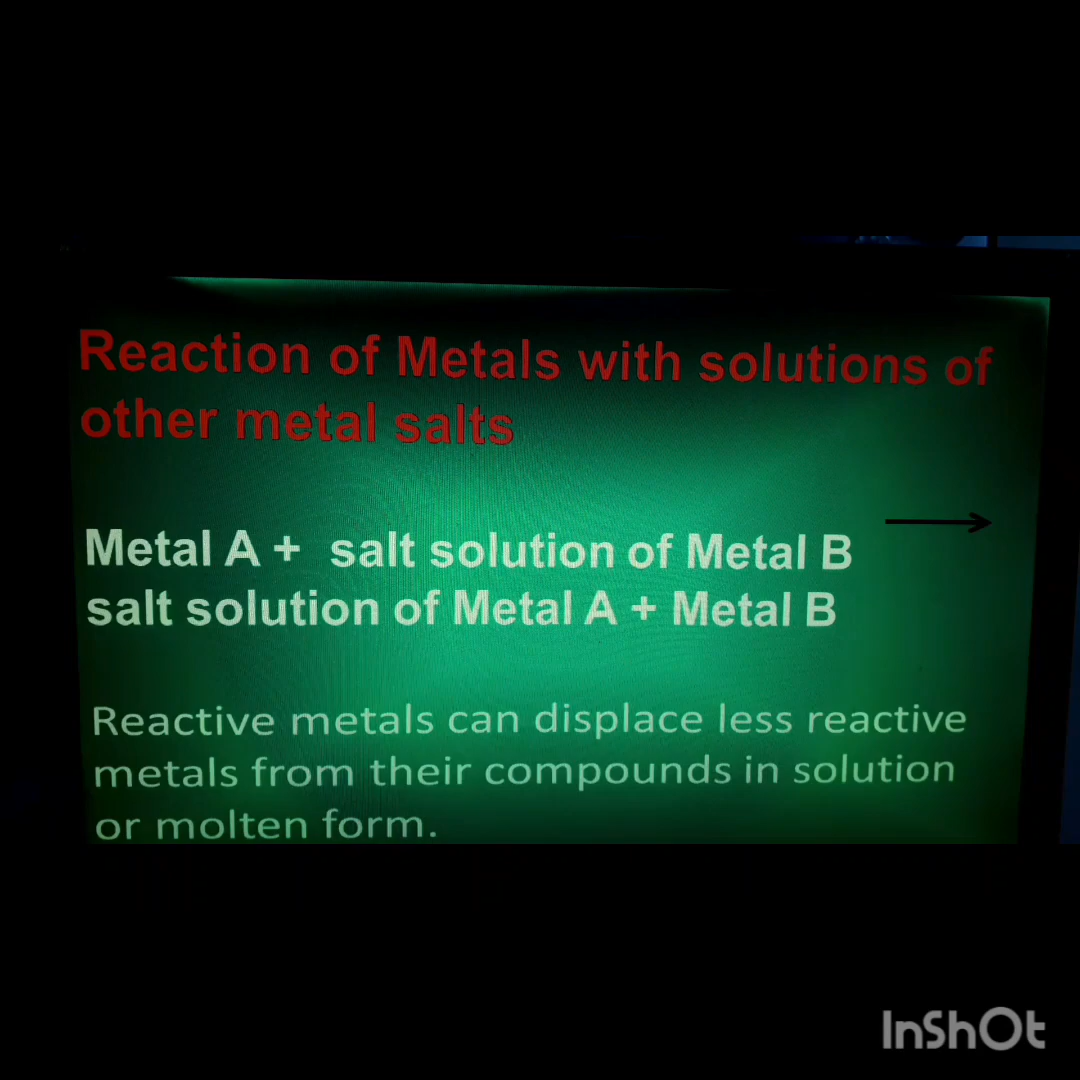 Reaction of Metals with solutions of
other metal salts
Metal A + salt solution of Metal B
salt solution of Metal A + Metal B
Reactive metals can displace less reactive
metals from their compounds in solution
or molten form.
InShOt